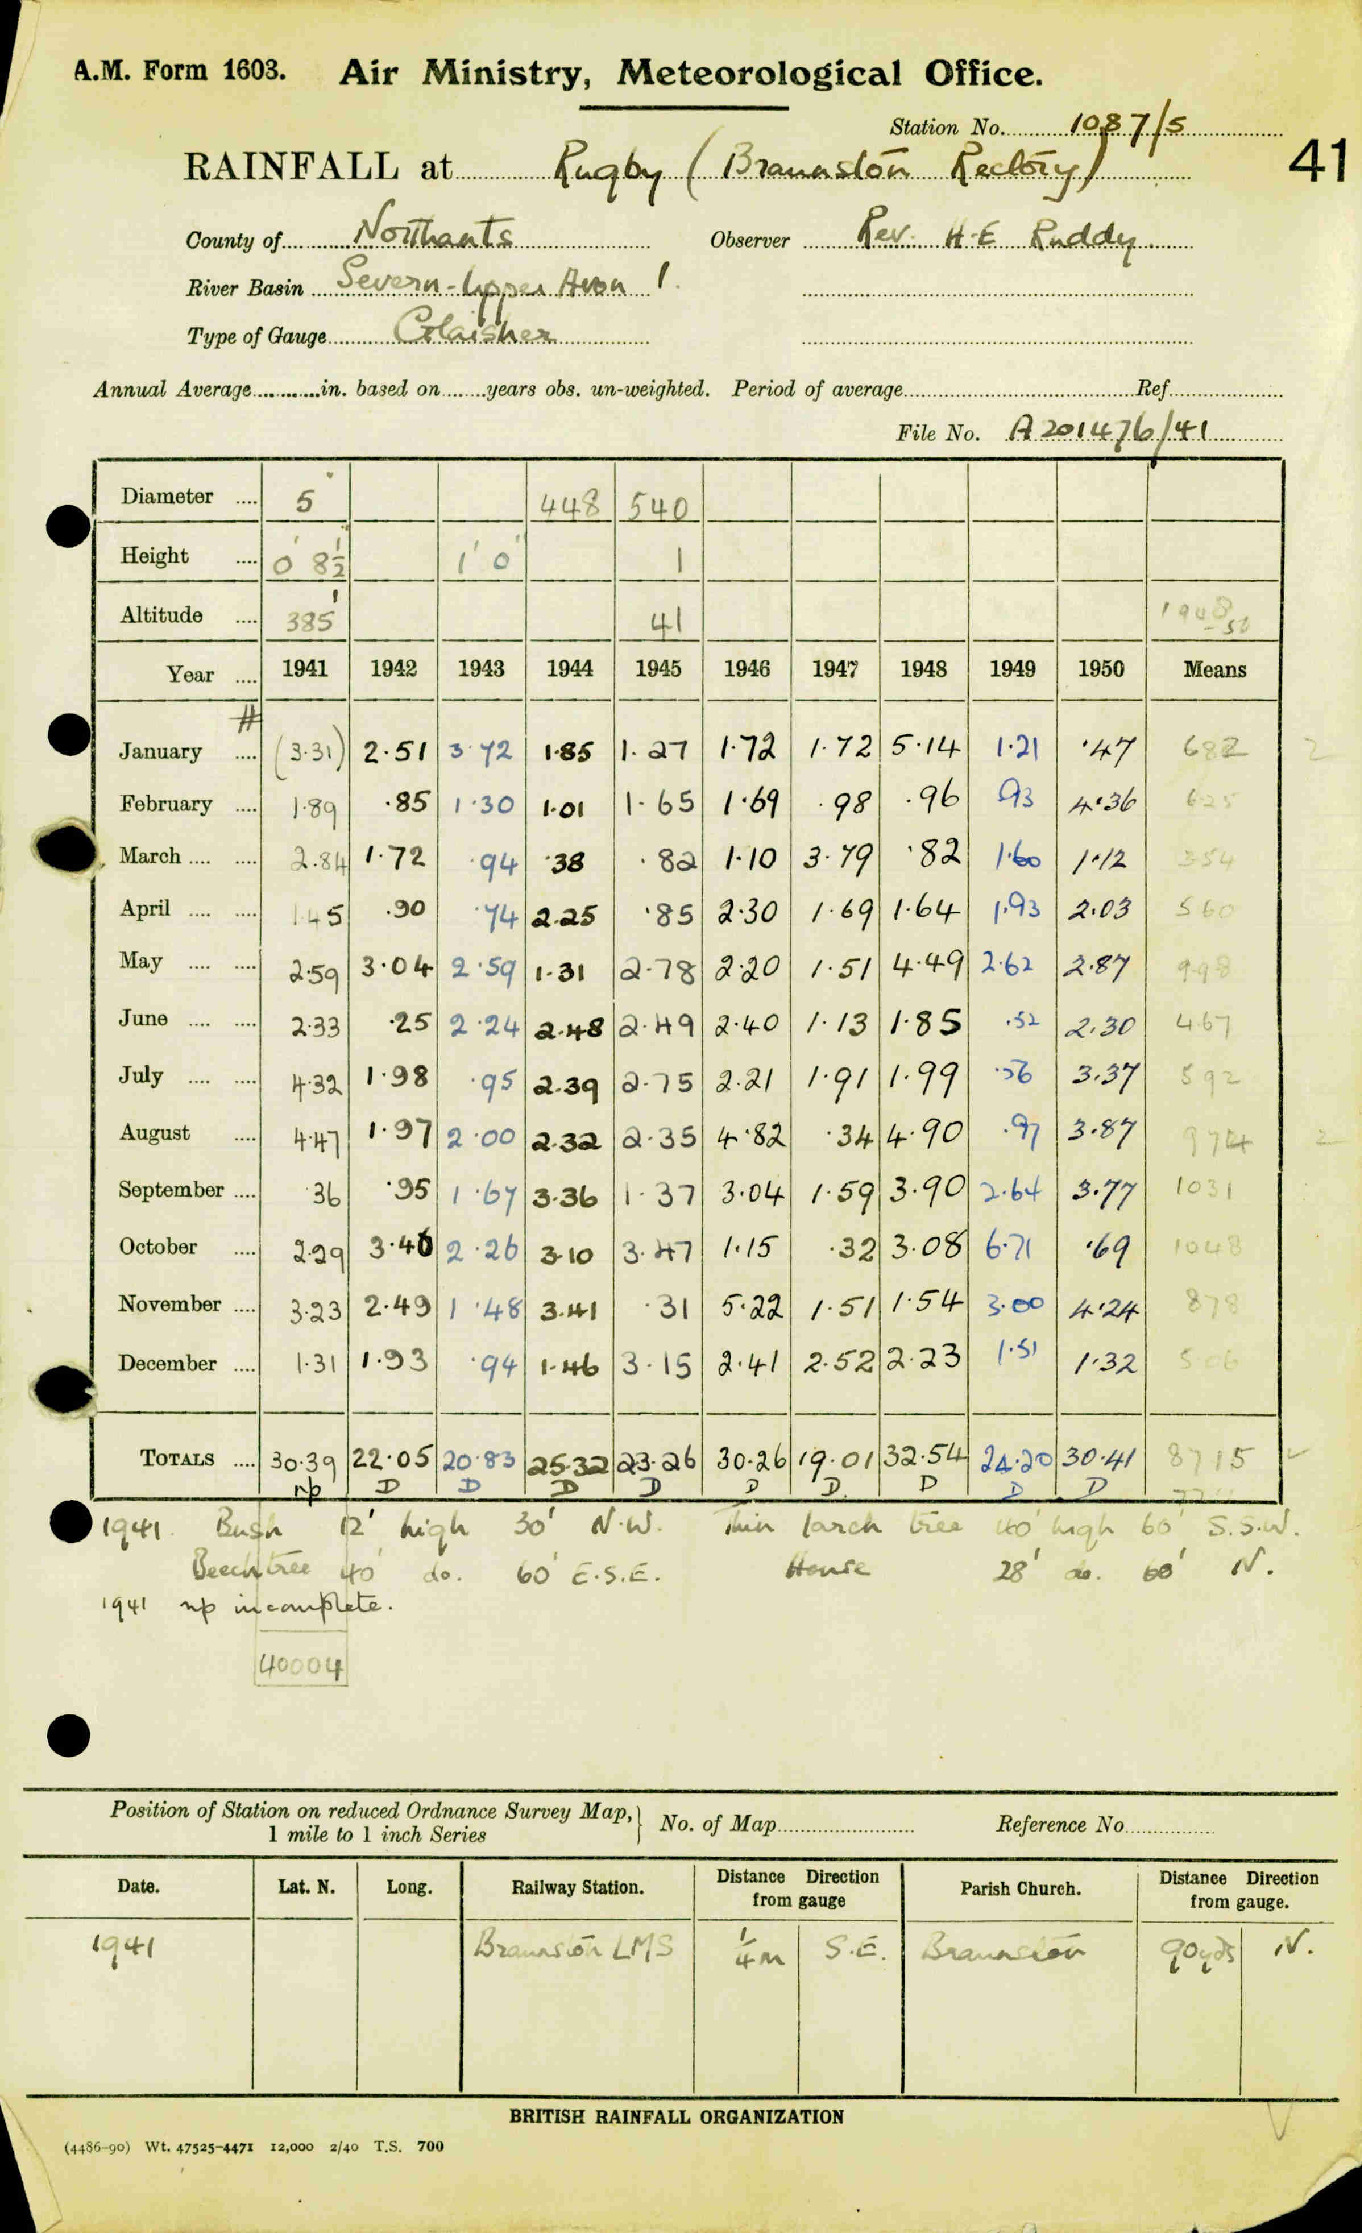 A.M. Form 1603. Air Ministry, Meteorological Office.
Station No. 1087/5
41
RAINFALL at Rugby (Braunston Rectory)
County of Northants Observer Rev. H.E Ruddy
River Basin Severn-Upper Avon 1
Type of Gauge Glaisher
Annual Average in. based on years obs. un-weighted. Period of average Ref
File No. A201476/41
Diameter .... 5" 448 540
Height .... 0' 8½" 1' 0" 1
Altitude .... 385' 41 1948-50
Year .... 1941 1942 1943 1944 1945 1946 1947 1948 1949 1950 Means
#
January .... (3.31) 2.51 3.72 1.85 1.27 1.72 1.72 5.14 1.21 .47 682 2
February .... 1.89 .85 1.30 1.01 1.65 1.69 .98 .96 .93 4.36 625
March .... .... 2.84 1.72 .94 .38 .82 1.10 3.79 .82 1.60 1.12 354
April .... .... 1.45 .90 .74 2.25 .85 2.30 1.69 1.64 1.93 2.03 560
May .... .... 2.59 3.04 2.59 1.31 2.78 2.20 1.51 4.49 2.62 2.87 998
June .... .... 2.33 .25 2.24 2.48 2.49 2.40 1.13 1.85 .52 2.30 467
July .... .... 4.32 1.98 .95 2.39 2.75 2.21 1.91 1.99 .56 3.37 592
August .... 4.47 1.97 2.00 2.32 2.35 4.82 .34 4.90 .97 3.87 974 2
September .... .36 .95 1.67 3.36 1.37 3.04 1.59 3.90 2.64 3.77 1031
October .... 2.29 3.46 2.26 3.10 3.47 1.15 .32 3.08 6.71 .69 1048
November .... 3.23 2.49 1.48 3.41 .31 5.22 1.51 1.54 3.00 4.24 878
December .... 1.31 1.93 .94 1.46 3.15 2.41 2.52 2.23 1.51 1.32 506
TOTALS .... 30.39 22.05 20.83 25.32 23.26 30.26 19.01 32.54 24.20 30.41 8715
np D D D D D D D D D
1941 Bush 12' high 30' N.W. Thin larch tree 40' high 60' S.S.W.
Beech tree 40' do. 60' E.S.E. House 28' do. 60' N.
1941 np incomplete.
40004
Position of Station on reduced Ordnance Survey Map,
1 mile to 1 inch Series
No. of Map Reference No
Date. Lat. N. Long. Railway Station. Distance Direction from gauge Parish Church. Distance Direction from gauge.
1941 Braunston LMS ¼m S.E. Braunston 90yds N.
BRITISH RAINFALL ORGANIZATION
(4486-90) Wt. 47525-4471 12,000 2/40 T.S. 700